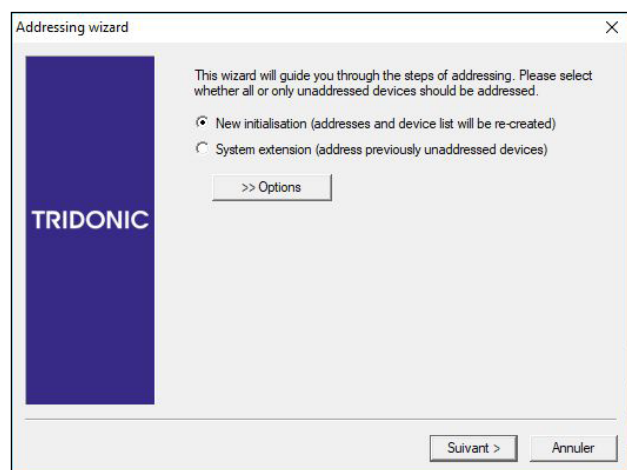 Addressing wizard
This wizard will guide you through the steps of addressing. Please select
whether all or only unaddressed devices should be addressed.
New initialisation (addresses and device list will be re-created)
System extension (address previously unaddressed devices)
>> Options
TRIDONIC
Suivant >
Annuler